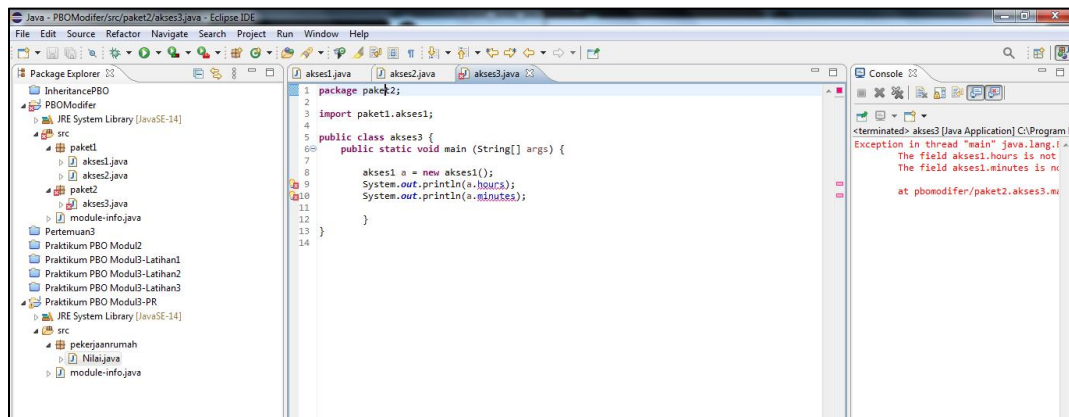 Java - PBOModifer/src/paket2/akses3.java - Eclipse IDE
File Edit Source Refactor Navigate Search Project Run Window Help
Package Explorer
InheritancePBO
PBOModifer
JRE System Library [JavaSE-14]
src
paket1
akses1.java
akses2.java
paket2
akses3.java
module-info.java
Pertemuan3
Praktikum PBO Modul2
Praktikum PBO Modul3-Latihan1
Praktikum PBO Modul3-Latihan2
Praktikum PBO Modul3-Latihan3
Praktikum PBO Modul3-PR
JRE System Library [JavaSE-14]
src
pekerjaanrumah
Nilai.java
module-info.java
akses1.java akses2.java akses3.java
1 package paket2;
2
3 import paket1.akses1;
4
5 public class akses3 {
6 public static void main (String[] args) {
7
8 akses1 a = new akses1();
9 System.out.println(a.hours);
10 System.out.println(a.minutes);
11
12 }
13 }
14
Console
<terminated> akses3 [Java Application] C:\Program
Exception in thread "main" java.lang.
The field akses1.hours is not
The field akses1.minutes is no
at pbomodifer/paket2.akses3.ma